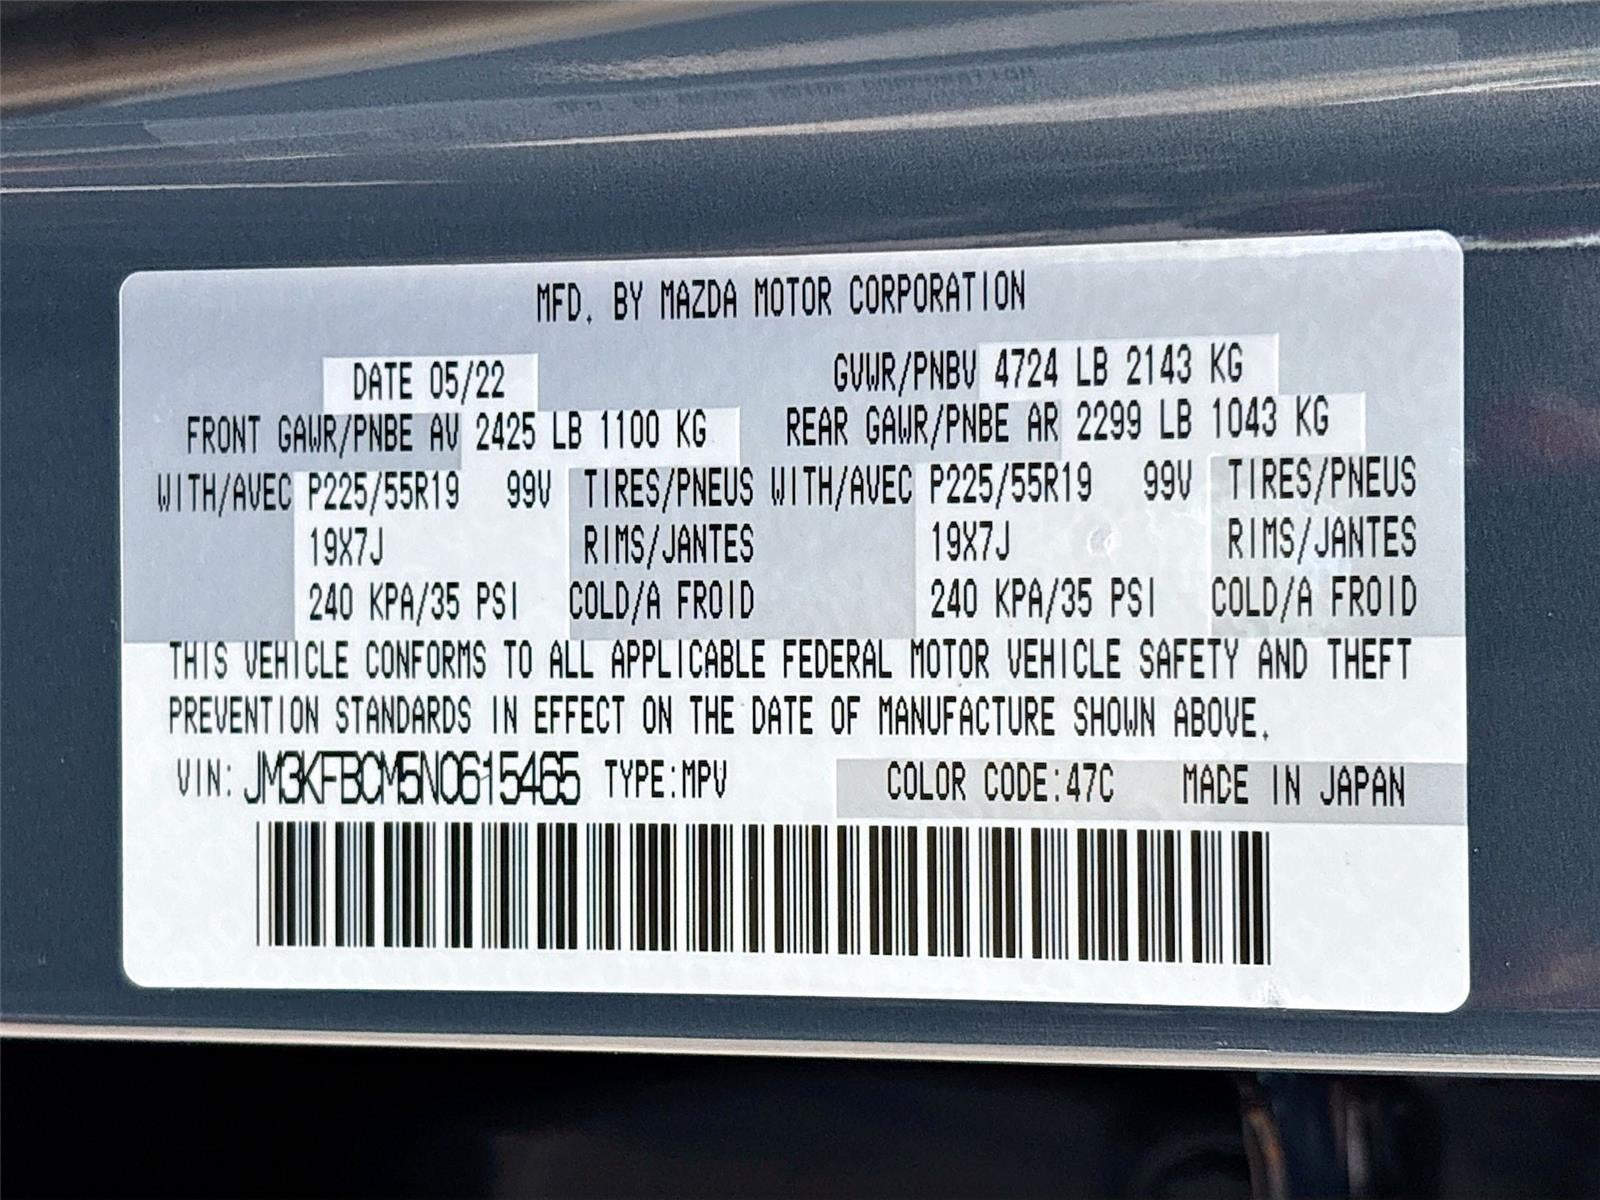 MFD. BY MAZDA MOTOR CORPORATION
DATE 05/22 GVWR/PNBV 4724 LB 2143 KG
FRONT GAWR/PNBE AV 2425 LB 1100 KG REAR GAWR/PNBE AR 2299 LB 1043 KG
WITH/AVEC P225/55R19 99V TIRES/PNEUS WITH/AVEC P225/55R19 99V TIRES/PNEUS
19X7J RIMS/JANTES 19X7J RIMS/JANTES
240 KPA/35 PSI COLD/A FROID 240 KPA/35 PSI COLD/A FROID
THIS VEHICLE CONFORMS TO ALL APPLICABLE FEDERAL MOTOR VEHICLE SAFETY AND THEFT
PREVENTION STANDARDS IN EFFECT ON THE DATE OF MANUFACTURE SHOWN ABOVE.
VIN: JM3KFBCM5N0615465 TYPE:MPV COLOR CODE:47C MADE IN JAPAN